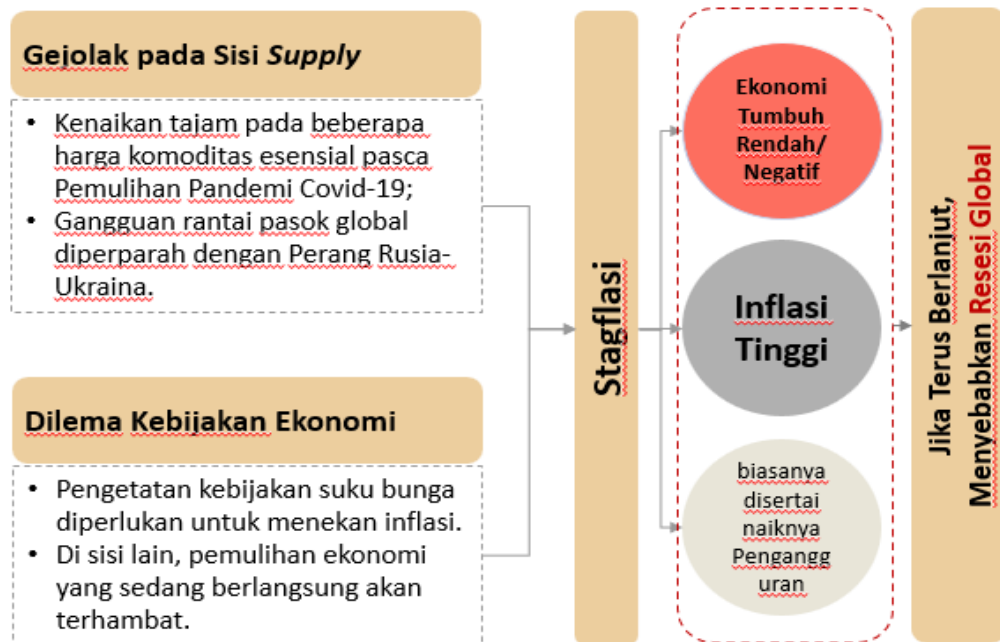 Gejolak pada Sisi Supply
• Kenaikan tajam pada beberapa
harga komoditas esensial pasca
Pemulihan Pandemi Covid-19;
• Gangguan rantai pasok global
diperparah dengan Perang Rusia-
Ukraina.
Dilema Kebijakan Ekonomi
• Pengetatan kebijakan suku bunga
diperlukan untuk menekan inflasi.
• Di sisi lain, pemulihan ekonomi
yang sedang berlangsung akan
terhambat.
Stagflasi
Ekonomi
Tumbuh
Rendah/
Negatif
Inflasi
Tinggi
biasanya
disertai
naiknya
Pengangg
uran
Jika Terus Berlanjut,
Menyebabkan Resesi Global